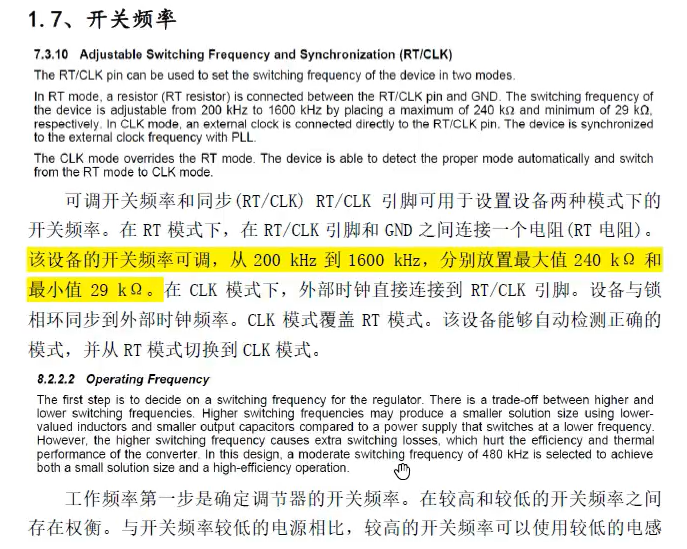 1.7、开关频率
7.3.10 Adjustable Switching Frequency and Synchronization (RT/CLK)
The RT/CLK pin can be used to set the switching frequency of the device in two modes.
In RT mode, a resistor (RT resistor) is connected between the RT/CLK pin and GND. The switching frequency of
the device is adjustable from 200 kHz to 1600 kHz by placing a maximum of 240 kΩ and minimum of 29 kΩ,
respectively. In CLK mode, an external clock is connected directly to the RT/CLK pin. The device is synchronized
to the external clock frequency with PLL.
The CLK mode overrides the RT mode. The device is able to detect the proper mode automatically and switch
from the RT mode to CLK mode.
可调开关频率和同步(RT/CLK) RT/CLK 引脚可用于设置设备两种模式下的
开关频率。在 RT 模式下，在 RT/CLK 引脚和 GND 之间连接一个电阻(RT 电阻)。
该设备的开关频率可调，从 200 kHz 到 1600 kHz，分别放置最大值 240 kΩ 和
最小值 29 kΩ。在 CLK 模式下，外部时钟直接连接到 RT/CLK 引脚。设备与锁
相环同步到外部时钟频率。CLK 模式覆盖 RT 模式。该设备能够自动检测正确的
模式，并从 RT 模式切换到 CLK 模式。
8.2.2.2 Operating Frequency
The first step is to decide on a switching frequency for the regulator. There is a trade-off between higher and
lower switching frequencies. Higher switching frequencies may produce a smaller solution size using lower-
valued inductors and smaller output capacitors compared to a power supply that switches at a lower frequency.
However, the higher switching frequency causes extra switching losses, which hurt the efficiency and thermal
performance of the converter. In this design, a moderate switching frequency of 480 kHz is selected to achieve
both a small solution size and a high-efficiency operation.
工作频率第一步是确定调节器的开关频率。在较高和较低的开关频率之间
存在权衡。与开关频率较低的电源相比，较高的开关频率可以使用较低的电感